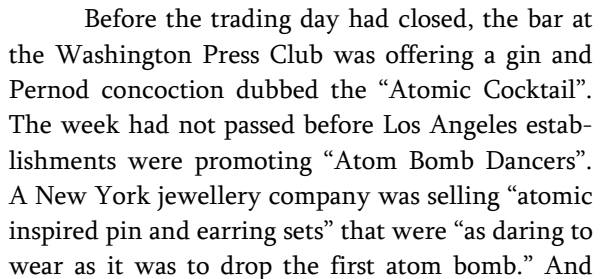 Before the trading day had closed, the bar at
the Washington Press Club was offering a gin and
Pernod concoction dubbed the “Atomic Cocktail”.
The week had not passed before Los Angeles estab-
lishments were promoting “Atom Bomb Dancers”.
A New York jewellery company was selling “atomic
inspired pin and earring sets” that were “as daring to
wear as it was to drop the first atom bomb.” And